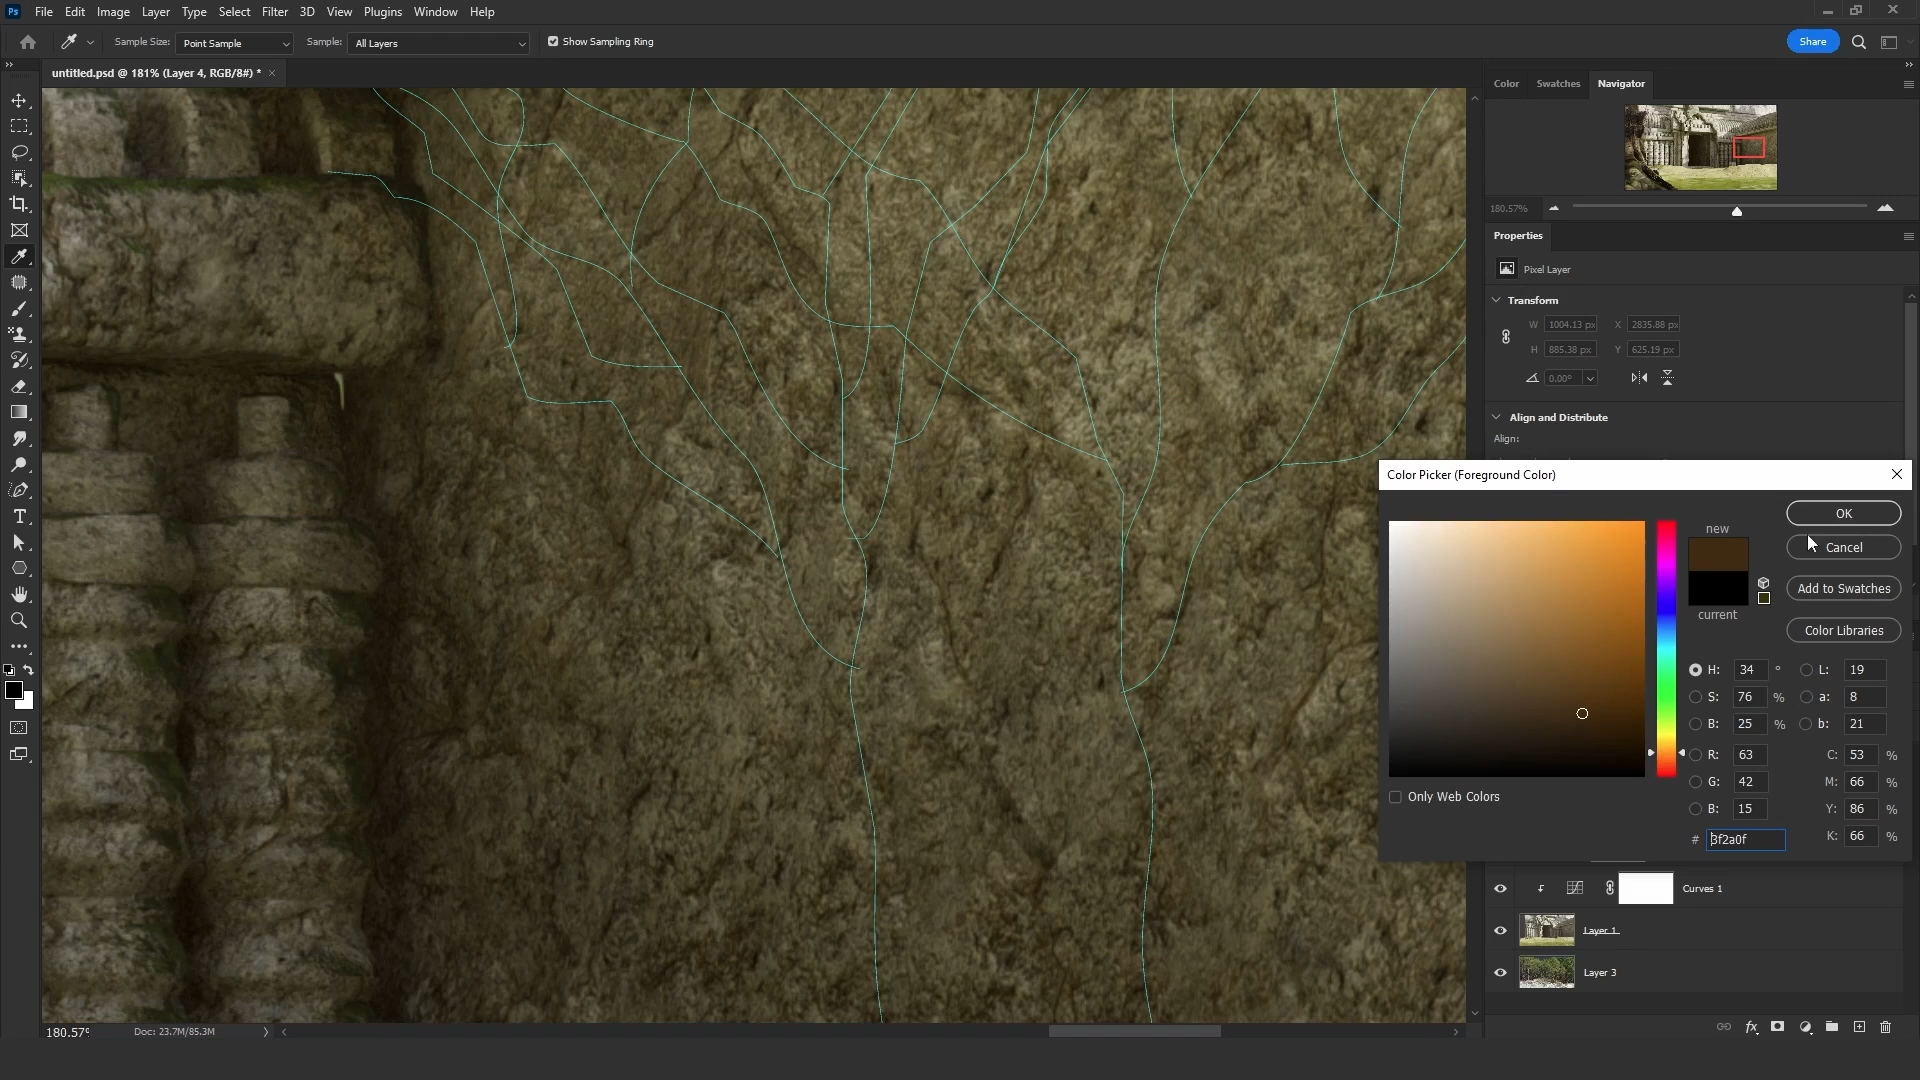 Ps File Edit Image Layer Type Select Filter 3D View Plugins Window Help
Sample Size: Point Sample Sample: All Layers Show Sampling Ring Share
untitled.psd @ 181% (Layer 4, RGB/8#) * ×
Color Swatches Navigator
180.57%
Properties
Pixel Layer
Transform
W 1004.13 px X 2835.88 px
H 885.38 px Y 625.19 px
0.00°
Align and Distribute
Align:
Color Picker (Foreground Color)
OK
new
Cancel
Add to Swatches
current
Color Libraries
H: 34 ° L: 19
S: 76 % a: 8
B: 25 % b: 21
R: 63 C: 53 %
G: 42 M: 66 %
Only Web Colors
B: 15 Y: 86 %
# 3f2a0f K: 66 %
Curves 1
Layer 1
Layer 3
180.57% Doc: 23.7M/85.3M
fx